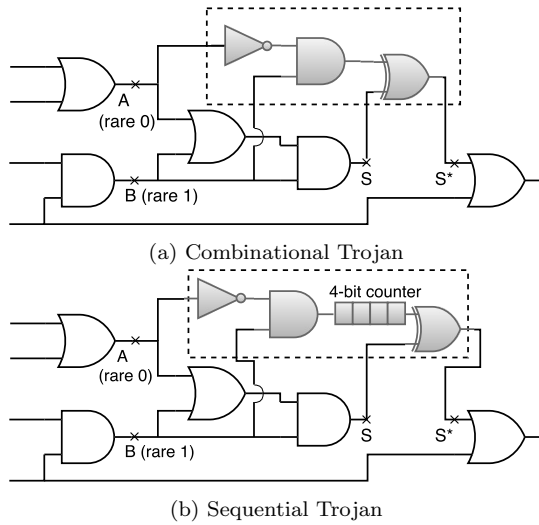 A
(rare 0)
B (rare 1)
S
S*
(a) Combinational Trojan
4-bit counter
A
(rare 0)
B (rare 1)
S
S*
(b) Sequential Trojan